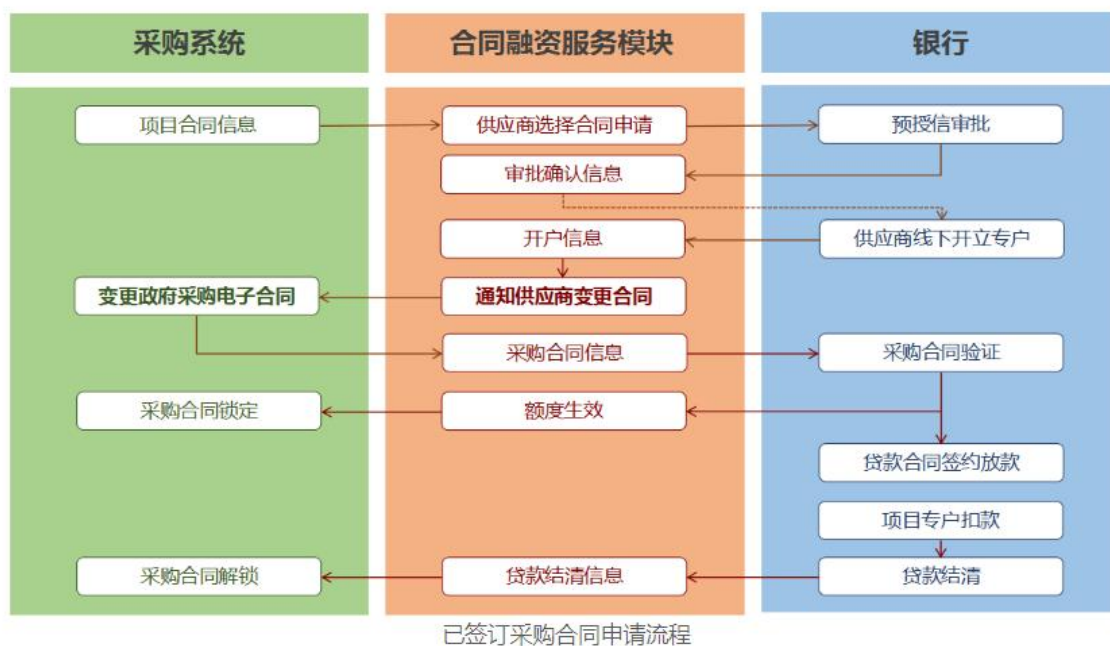 采购系统
合同融资服务模块
银行
项目合同信息
供应商选择合同申请
预授信审批
审批确认信息
开户信息
供应商线下开立专户
变更政府采购电子合同
通知供应商变更合同
采购合同信息
采购合同验证
采购合同锁定
额度生效
贷款合同签约放款
项目专户扣款
采购合同解锁
贷款结清信息
贷款结清
已签订采购合同申请流程